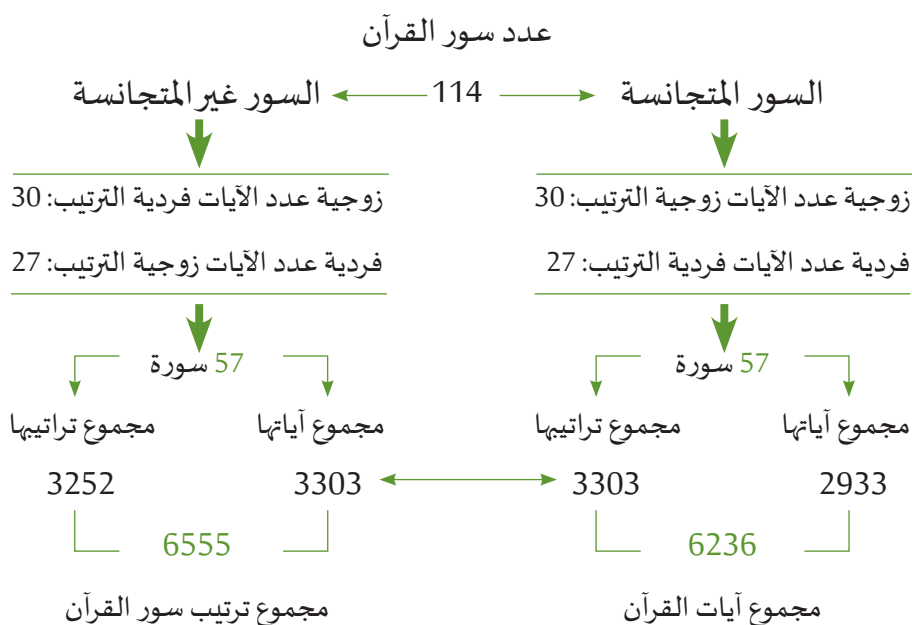 عدد سور القرآن
السور المتجانسة 114 السور غير المتجانسة
زوجية عدد الآيات زوجية الترتيب: 30
فردية عدد الآيات فردية الترتيب: 27
57 سورة
مجموع آياتها مجموع تراتيبها
2933 3303
6236
مجموع آيات القرآن
زوجية عدد الآيات فردية الترتيب: 30
فردية عدد الآيات زوجية الترتيب: 27
57 سورة
مجموع آياتها مجموع تراتيبها
3303 3252
6555
مجموع ترتيب سور القرآن